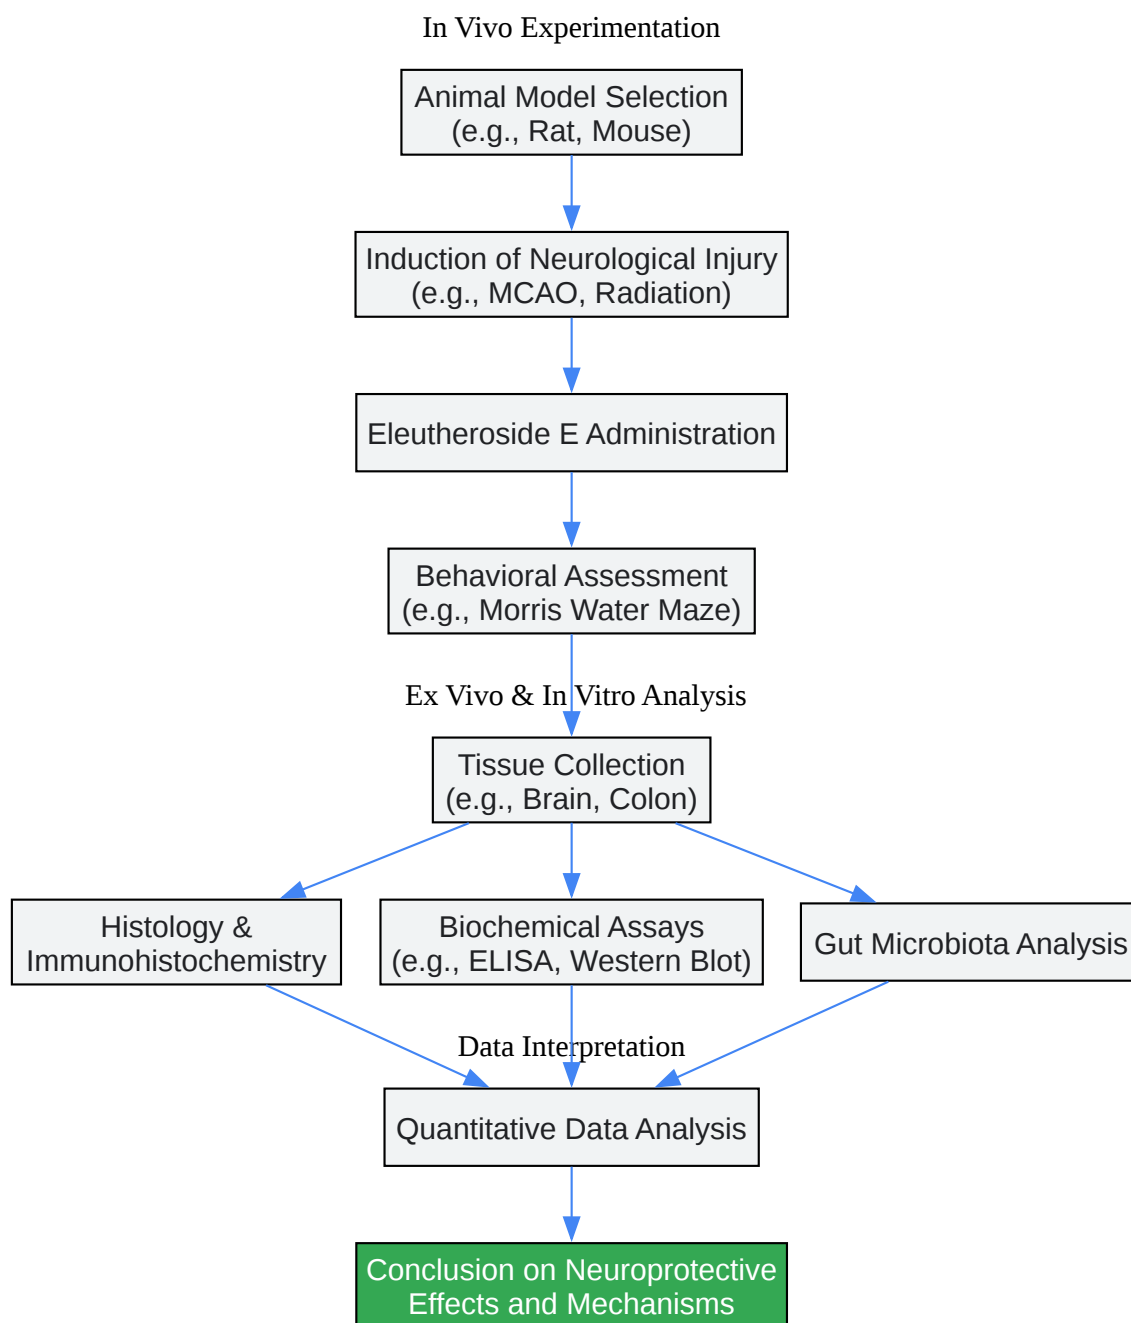 In Vivo Experimentation
Animal Model Selection
(e.g., Rat, Mouse)
Induction of Neurological Injury
(e.g., MCAO, Radiation)
Eleutheroside E Administration
Behavioral Assessment
(e.g., Morris Water Maze)
Ex Vivo & In Vitro Analysis
Tissue Collection
(e.g., Brain, Colon)
Histology &
Immunohistochemistry
Biochemical Assays
(e.g., ELISA, Western Blot)
Gut Microbiota Analysis
Data Interpretation
Quantitative Data Analysis
Conclusion on Neuroprotective
Effects and Mechanisms